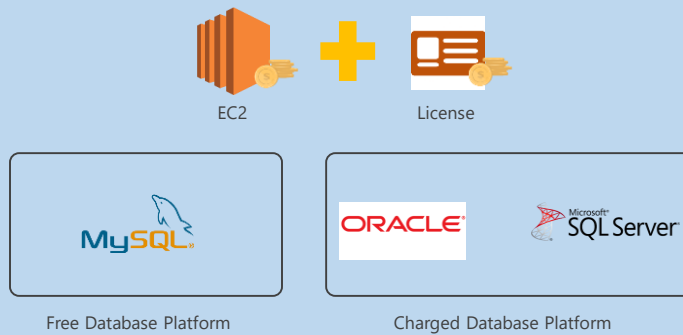 EC2
License
MySQL®
ORACLE®
Microsoft®
SQL Server®
Free Database Platform
Charged Database Platform